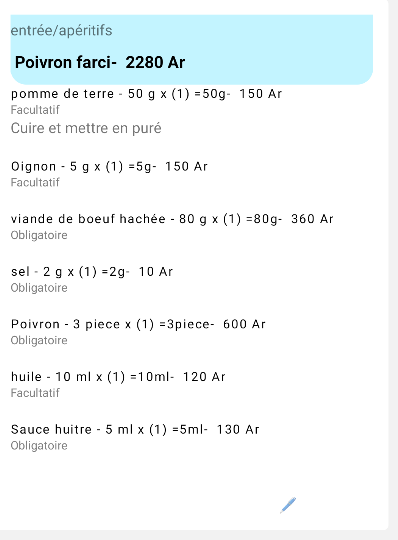 entrée/apéritifs
Poivron farci-  2280 Ar
pomme de terre - 50 g x (1) =50g-  150 Ar
Facultatif
Cuire et mettre en puré
Oignon - 5 g x (1) =5g-  150 Ar
Facultatif
viande de boeuf hachée - 80 g x (1) =80g-  360 Ar
Obligatoire
sel - 2 g x (1) =2g-  10 Ar
Obligatoire
Poivron - 3 piece x (1) =3piece-  600 Ar
Obligatoire
huile - 10 ml x (1) =10ml-  120 Ar
Facultatif
Sauce huitre - 5 ml x (1) =5ml-  130 Ar
Obligatoire